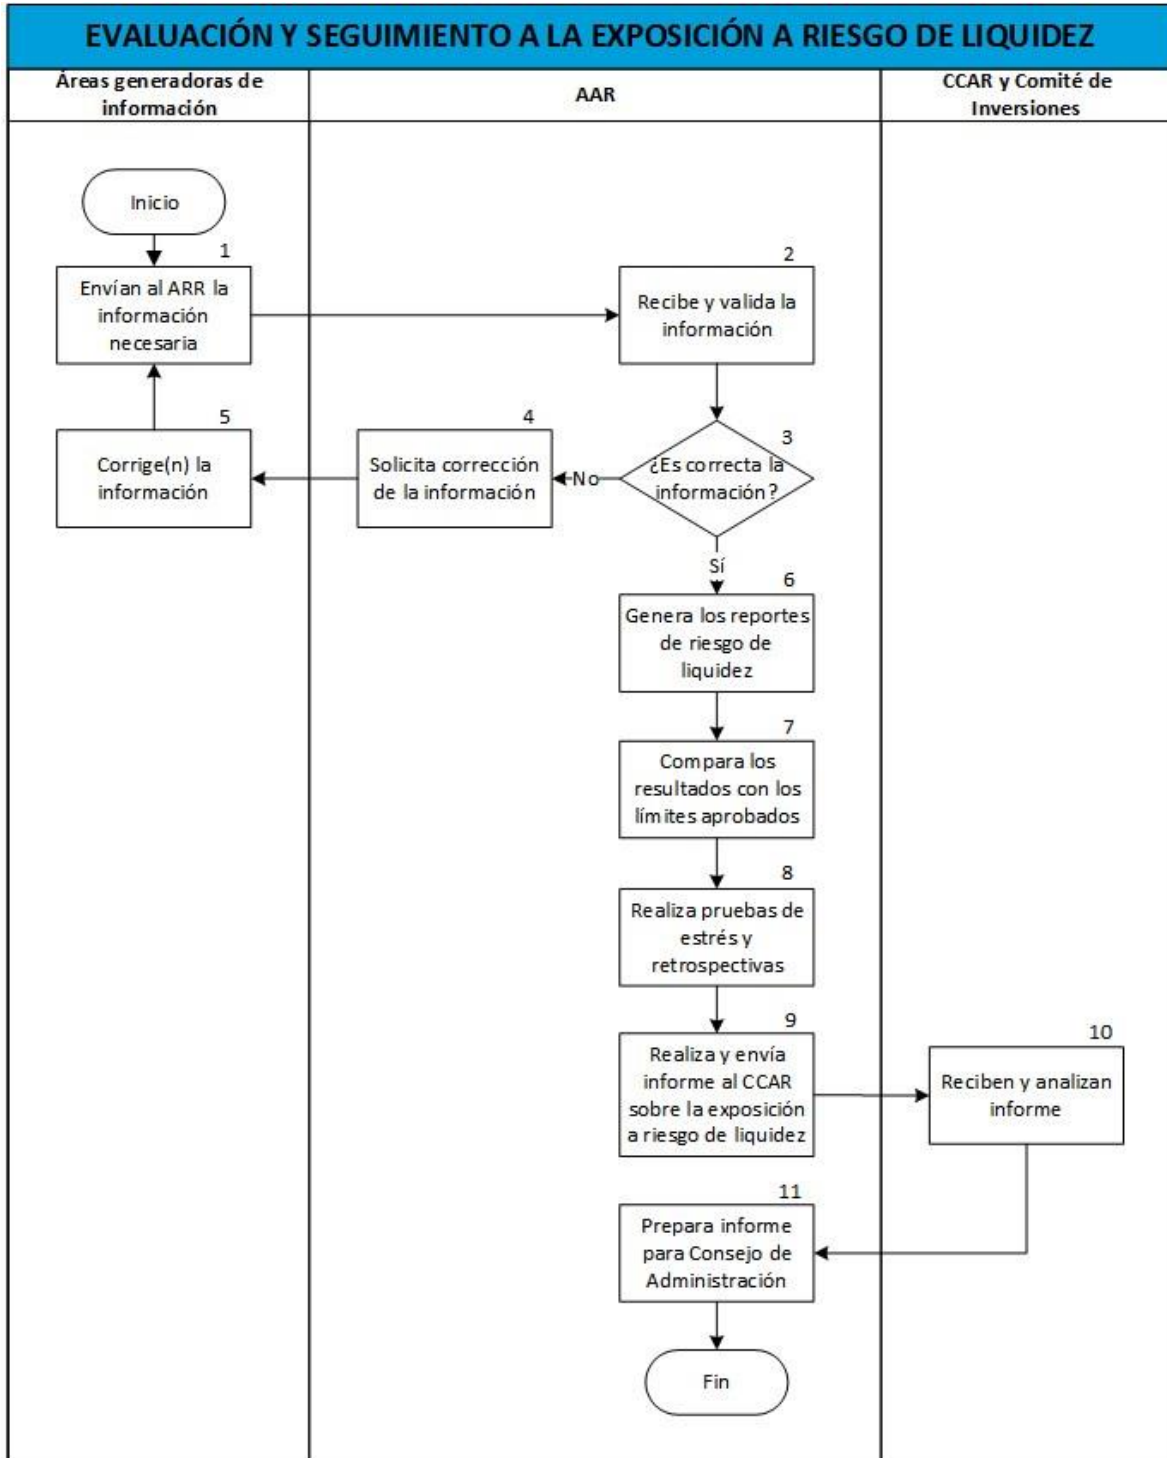 EVALUACIÓN Y SEGUIMIENTO A LA EXPOSICIÓN A RIESGO DE LIQUIDEZ
Áreas generadoras de
información
AAR
CCAR y Comité de
Inversiones
Inicio
1
Envían al ARR la
información
necesaria
2
Recibe y valida la
información
3
¿Es correcta la
información?
No
4
Solicita corrección
de la información
5
Corrige(n) la
información
Sí
6
Genera los reportes
de riesgo de
liquidez
7
Compara los
resultados con los
límites aprobados
8
Realiza pruebas de
estrés y
retrospectivas
9
Realiza y envía
informe al CCAR
sobre la exposición
a riesgo de liquidez
10
Reciben y analizan
informe
11
Prepara informe
para Consejo de
Administración
Fin